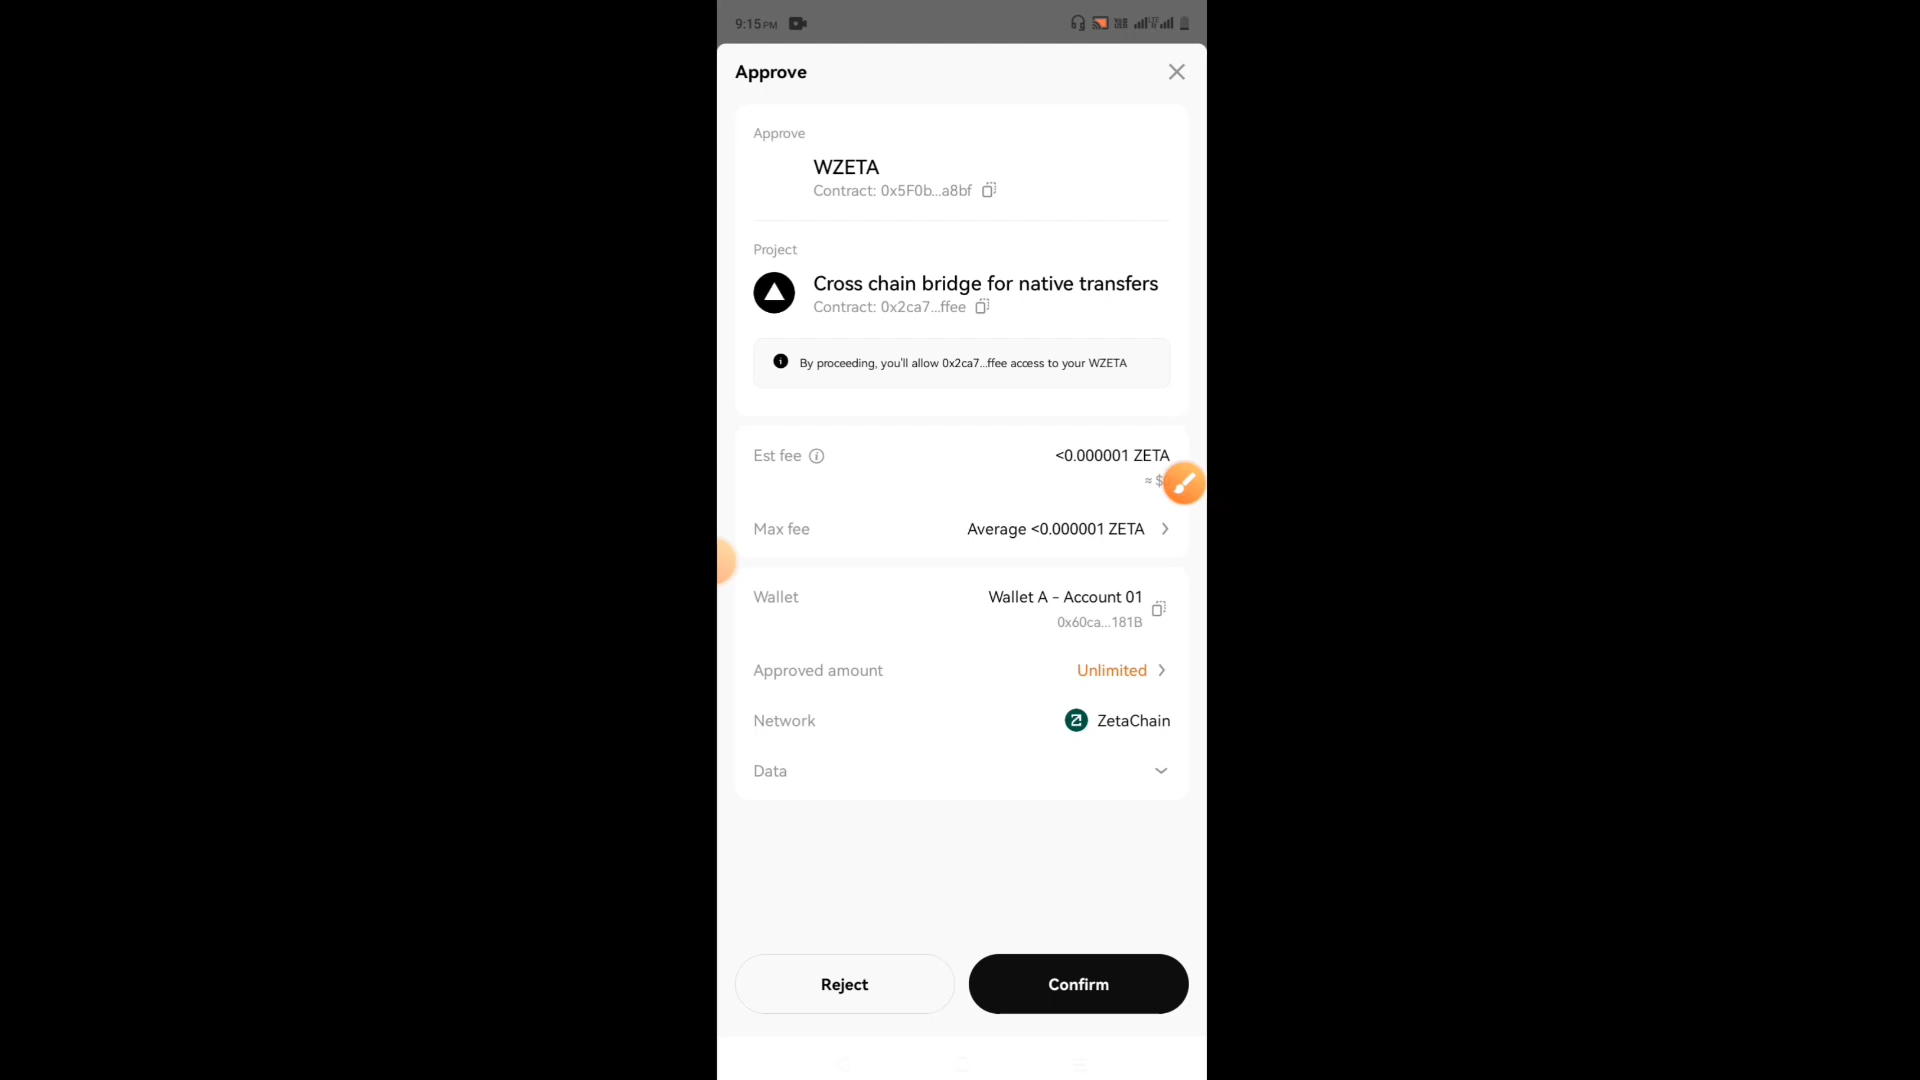 9:15 PM
Approve
Approve
WZETA
Contract: 0x5F0b...a8bf
Project
Cross chain bridge for native transfers
Contract: 0x2ca7...ffee
By proceeding, you'll allow 0x2ca7...ffee access to your WZETA
Est fee
<0.000001 ZETA
≈ $
Max fee
Average <0.000001 ZETA
Wallet
Wallet A - Account 01
0x60ca...181B
Approved amount
Unlimited
Network
ZetaChain
Data
Reject
Confirm